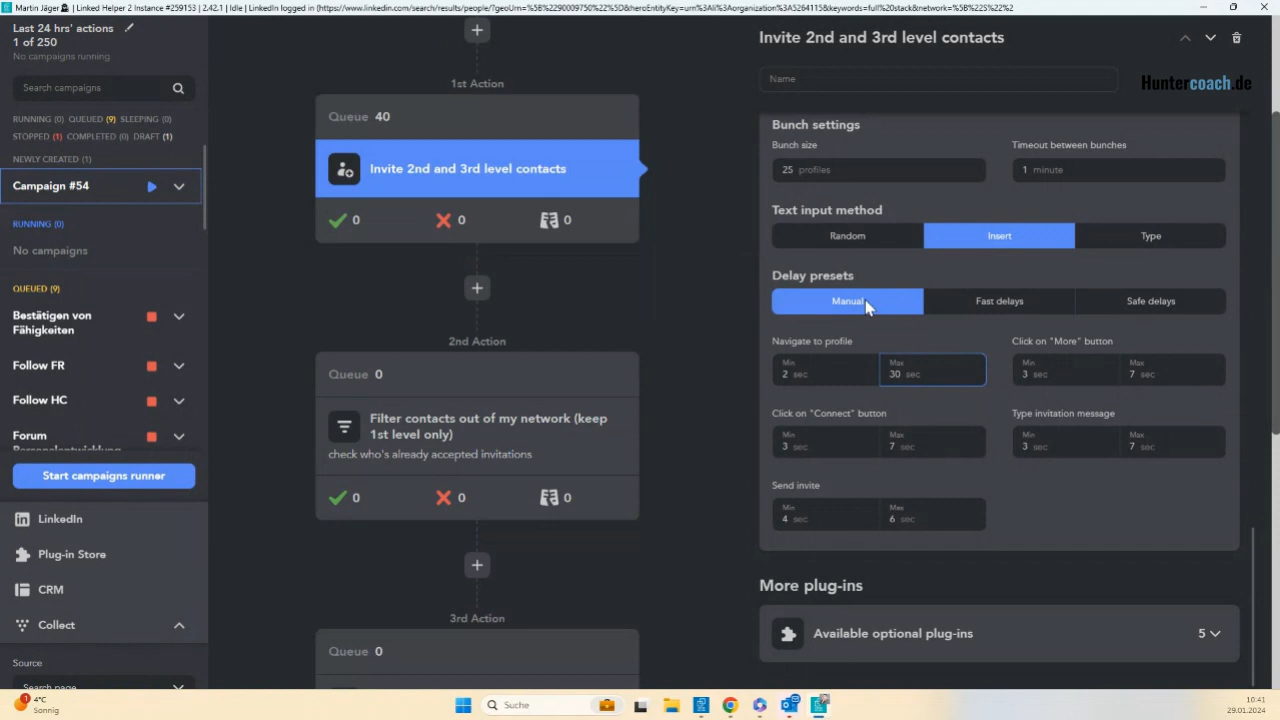 Martin Jäger | Linked Helper 2 Instance #259153 | 2.42.1 | Idle | LinkedIn logged in (https://www.linkedin.com/search/results/people/?geoUrn=%5B%2290009750%22%5D&heroEntityKey=urn%3Ali%3Aorganization%3A5264115&keywords=full%20stack&network=%5B%22S%22%2
Last 24 hrs' actions
1 of 250
No campaigns running
Search campaigns
RUNNING (0) QUEUED (9) SLEEPING (0)
STOPPED (1) COMPLETED (0) DRAFT (1)
NEWLY CREATED (1)
Campaign #54
RUNNING (0)
No campaigns
QUEUED (9)
Bestätigen von
Fähigkeiten
Follow FR
Follow HC
Forum
Personalentwicklung
Start campaigns runner
LinkedIn
Plug-in Store
CRM
Collect
Source
Search page
1st Action
Queue 40
Invite 2nd and 3rd level contacts
0 0 0
2nd Action
Queue 0
Filter contacts out of my network (keep
1st level only)
check who's already accepted invitations
0 0 0
3rd Action
Queue 0
Invite 2nd and 3rd level contacts
Name
Huntercoach.de
Bunch settings
Bunch size Timeout between bunches
25 profiles 1 minute
Text input method
Random Insert Type
Delay presets
Manual Fast delays Safe delays
Navigate to profile Click on "More" button
Min Max Min Max
2 sec 30 sec 3 sec 7 sec
Click on "Connect" button Type invitation message
Min Max Min Max
3 sec 7 sec 3 sec 7 sec
Send invite
Min Max
4 sec 6 sec
More plug-ins
Available optional plug-ins 5
1
4°C
Sonnig
Suche
10:41
29.01.2024